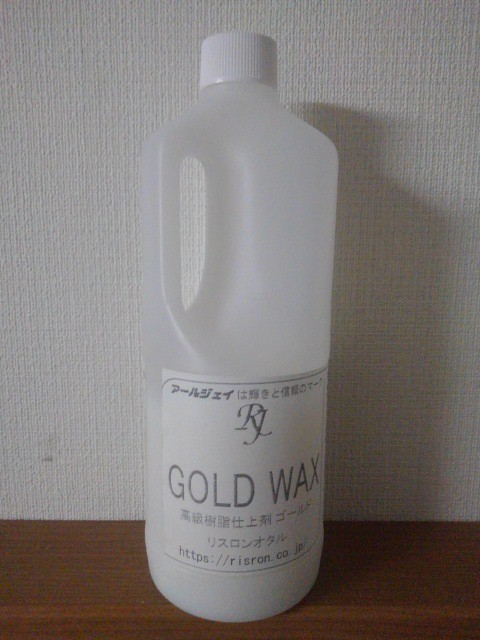 アールジェイは輝きと信頼のマーク
RJ
GOLD WAX
高級樹脂仕上剤 ゴールド
リスロンオタル
https://risron.co.jp/